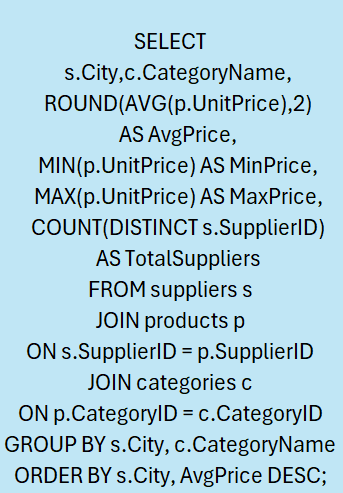 SELECT
s.City,c.CategoryName,
ROUND(AVG(p.UnitPrice),2)
AS AvgPrice,
MIN(p.UnitPrice) AS MinPrice,
MAX(p.UnitPrice) AS MaxPrice,
COUNT(DISTINCT s.SupplierID)
AS TotalSuppliers
FROM suppliers s
JOIN products p
ON s.SupplierID = p.SupplierID
JOIN categories c
ON p.CategoryID = c.CategoryID
GROUP BY s.City, c.CategoryName
ORDER BY s.City, AvgPrice DESC;